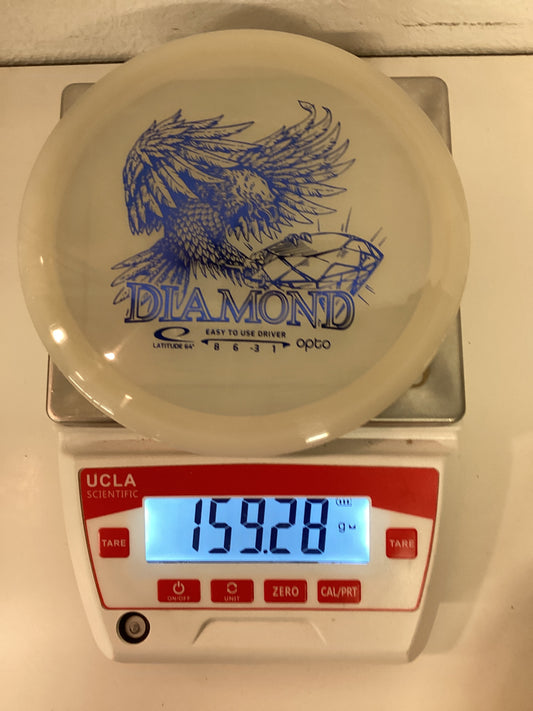 DIAMOND
LATITUDE 64°
EASY TO USE DRIVER
8 6 -3 1
opto
UCLA
SCIENTIFIC
159.28
g
TARE
TARE
ON/OFF
UNIT
ZERO
CAL/PRT